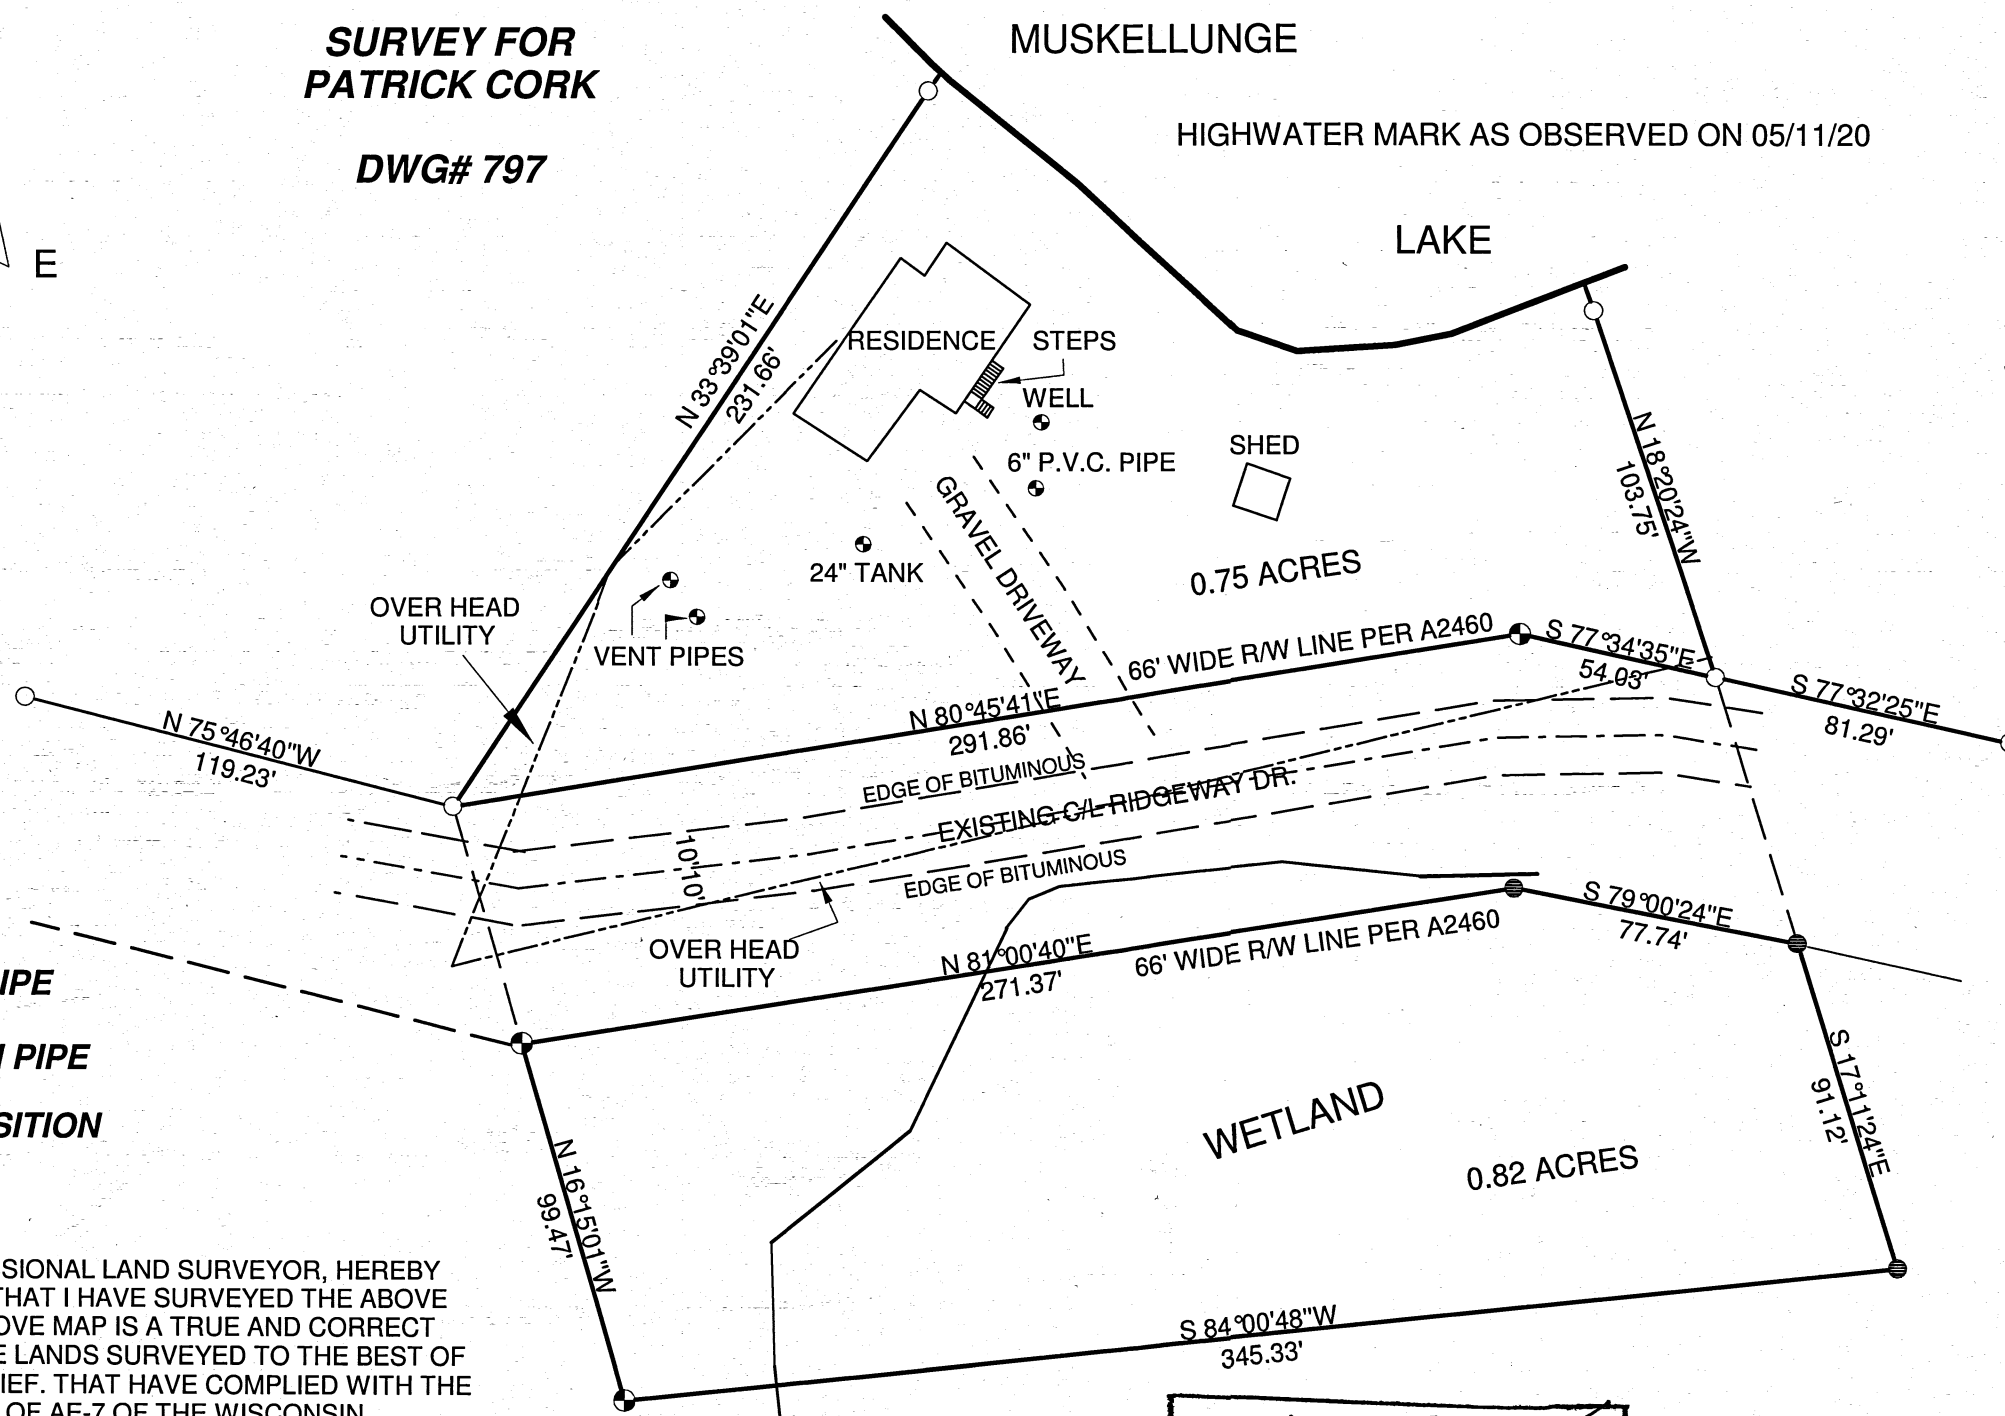 SURVEY FOR
PATRICK CORK
DWG# 797
MUSKELLUNGE
HIGHWATER MARK AS OBSERVED ON 05/11/20
LAKE
E
N 33°39'01"E
231.66'
RESIDENCE
STEPS
WELL
6" P.V.C. PIPE
SHED
N 18°20'24"W
103.75'
GRAVEL DRIVEWAY
24" TANK
0.75 ACRES
OVER HEAD
UTILITY
VENT PIPES
66' WIDE R/W LINE PER A2460
S 77°34'35"E
54.03'
S 77°32'25"E
81.29'
N 75°46'40"W
119.23'
N 80°45'41"E
291.86'
EDGE OF BITUMINOUS
EXISTING C/L RIDGEWAY DR.
10'
10'
EDGE OF BITUMINOUS
OVER HEAD
UTILITY
N 81°00'40"E
271.37'
66' WIDE R/W LINE PER A2460
S 79°00'24"E
77.74'
IPE
PIPE
SITION
WETLAND
0.82 ACRES
S 17°11'24"E
91.12'
N 16°15'01"W
99.47'
S 84°00'48"W
345.33'
SIONAL LAND SURVEYOR, HEREBY
THAT I HAVE SURVEYED THE ABOVE
OVE MAP IS A TRUE AND CORRECT
E LANDS SURVEYED TO THE BEST OF
IEF. THAT HAVE COMPLIED WITH THE
OF AE-7 OF THE WISCONSIN